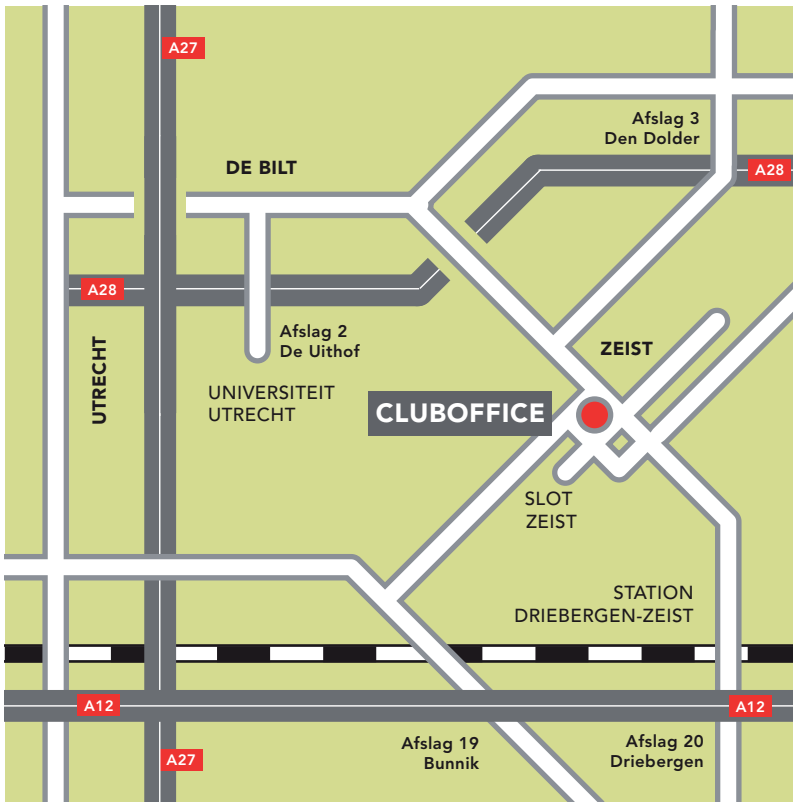 A27
Afslag 3
Den Dolder
DE BILT
A28
A28
Afslag 2
De Uithof
ZEIST
UTRECHT
UNIVERSITEIT
UTRECHT
CLUBOFFICE
SLOT
ZEIST
STATION
DRIEBERGEN-ZEIST
A12
A12
Afslag 19
Bunnik
Afslag 20
Driebergen
A27